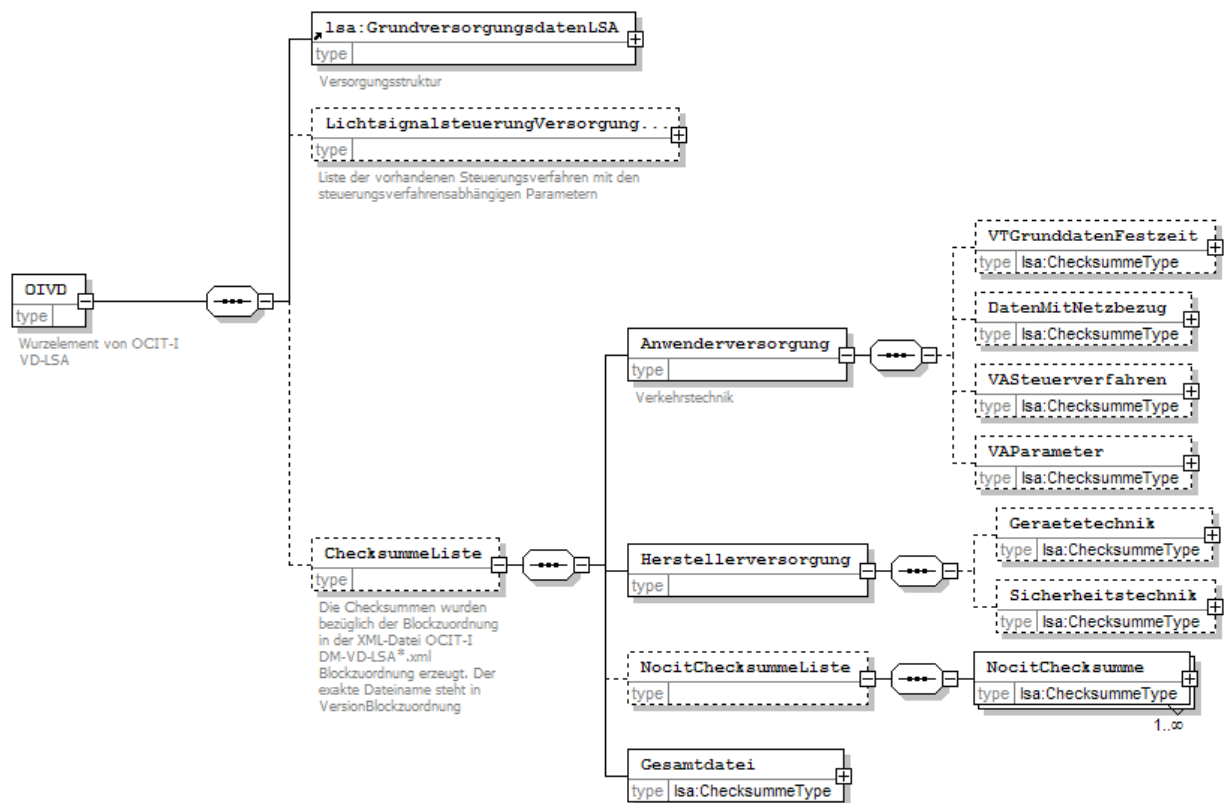 lsa:GrundversorgungsdatenLSA
type
Versorgungsstruktur
LichtsignalsteuerungVersorgung...
type
Liste der vorhandenen Steuerungsverfahren mit den
steuerungsverfahrensabhängigen Parametern
OIVD
type
Wurzelement von OCIT-I
VD-LSA
ChecksummeListe
type
Die Checksummen wurden
bezüglich der Blockzuordnung
in der XML-Datei OCIT-I
DM-VD-LSA*.xml
Blockzuordnung erzeugt. Der
exakte Dateiname steht in
VersionBlockzuordnung
Anwenderversorgung
type
Verkehrstechnik
VTGrunddatenFestzeit
type lsa:ChecksummeType
DatenMitNetzbezug
type lsa:ChecksummeType
VASteuerverfahren
type lsa:ChecksummeType
VAParameter
type lsa:ChecksummeType
Herstellerversorgung
type
Geraetetechnik
type lsa:ChecksummeType
Sicherheitstechnik
type lsa:ChecksummeType
NocitChecksummeListe
type
NocitChecksumme
type lsa:ChecksummeType
1..∞
Gesamtdatei
type lsa:ChecksummeType